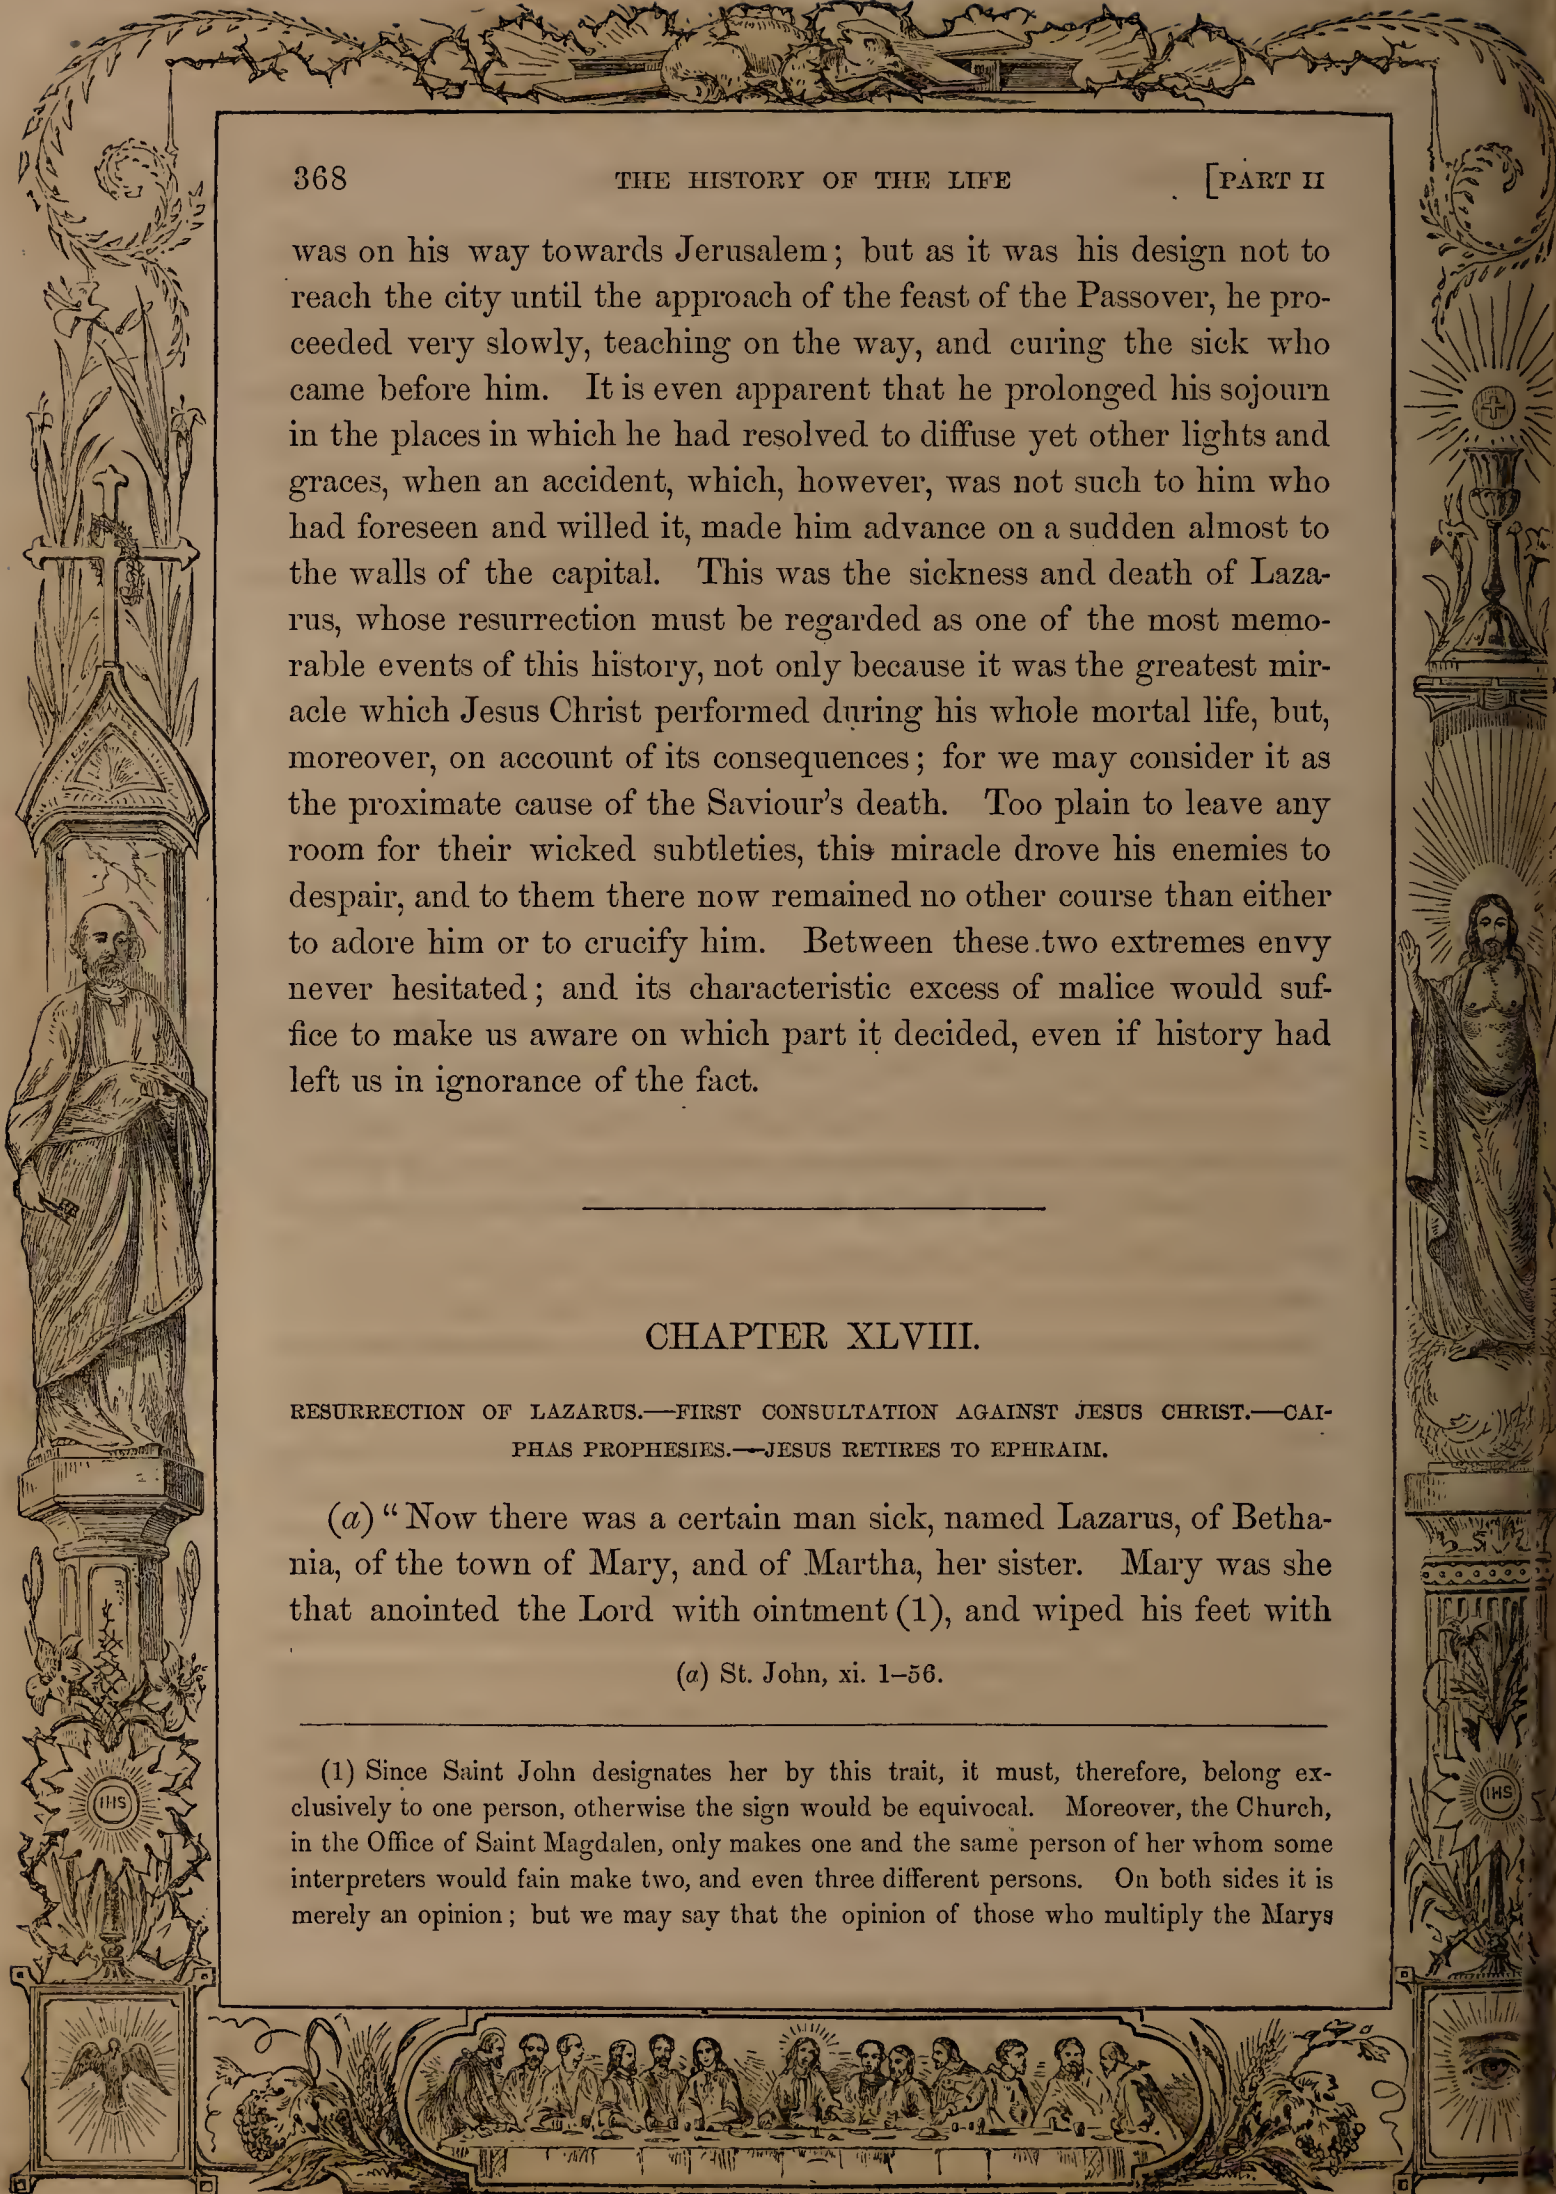 368 THE HISTORY OF THE LIFE [PART II
was on his way towards Jerusalem; but as it was his design not to
reach the city until the approach of the feast of the Passover, he pro-
ceeded very slowly, teaching on the way, and curing the sick who
came before him. It is even apparent that he prolonged his sojourn
in the places in which he had resolved to diffuse yet other lights and
graces, when an accident, which, however, was not such to him who
had foreseen and willed it, made him advance on a sudden almost to
the walls of the capital. This was the sickness and death of Laza-
rus, whose resurrection must be regarded as one of the most memo-
rable events of this history, not only because it was the greatest mir-
acle which Jesus Christ performed during his whole mortal life, but,
moreover, on account of its consequences; for we may consider it as
the proximate cause of the Saviour's death. Too plain to leave any
room for their wicked subtleties, this miracle drove his enemies to
despair, and to them there now remained no other course than either
to adore him or to crucify him. Between these two extremes envy
never hesitated; and its characteristic excess of malice would suf-
fice to make us aware on which part it decided, even if history had
left us in ignorance of the fact.
CHAPTER XLVIII.
RESURRECTION OF LAZARUS.—FIRST CONSULTATION AGAINST JESUS CHRIST.—CAI-
PHAS PROPHESIES.—JESUS RETIRES TO EPHRAIM.
(a) "Now there was a certain man sick, named Lazarus, of Betha-
nia, of the town of Mary, and of Martha, her sister. Mary was she
that anointed the Lord with ointment (1), and wiped his feet with
(a) St. John, xi. 1–56.
(1) Since Saint John designates her by this trait, it must, therefore, belong ex-
clusively to one person, otherwise the sign would be equivocal. Moreover, the Church,
in the Office of Saint Magdalen, only makes one and the same person of her whom some
interpreters would fain make two, and even three different persons. On both sides it is
merely an opinion; but we may say that the opinion of those who multiply the Marys
IHS
IHS